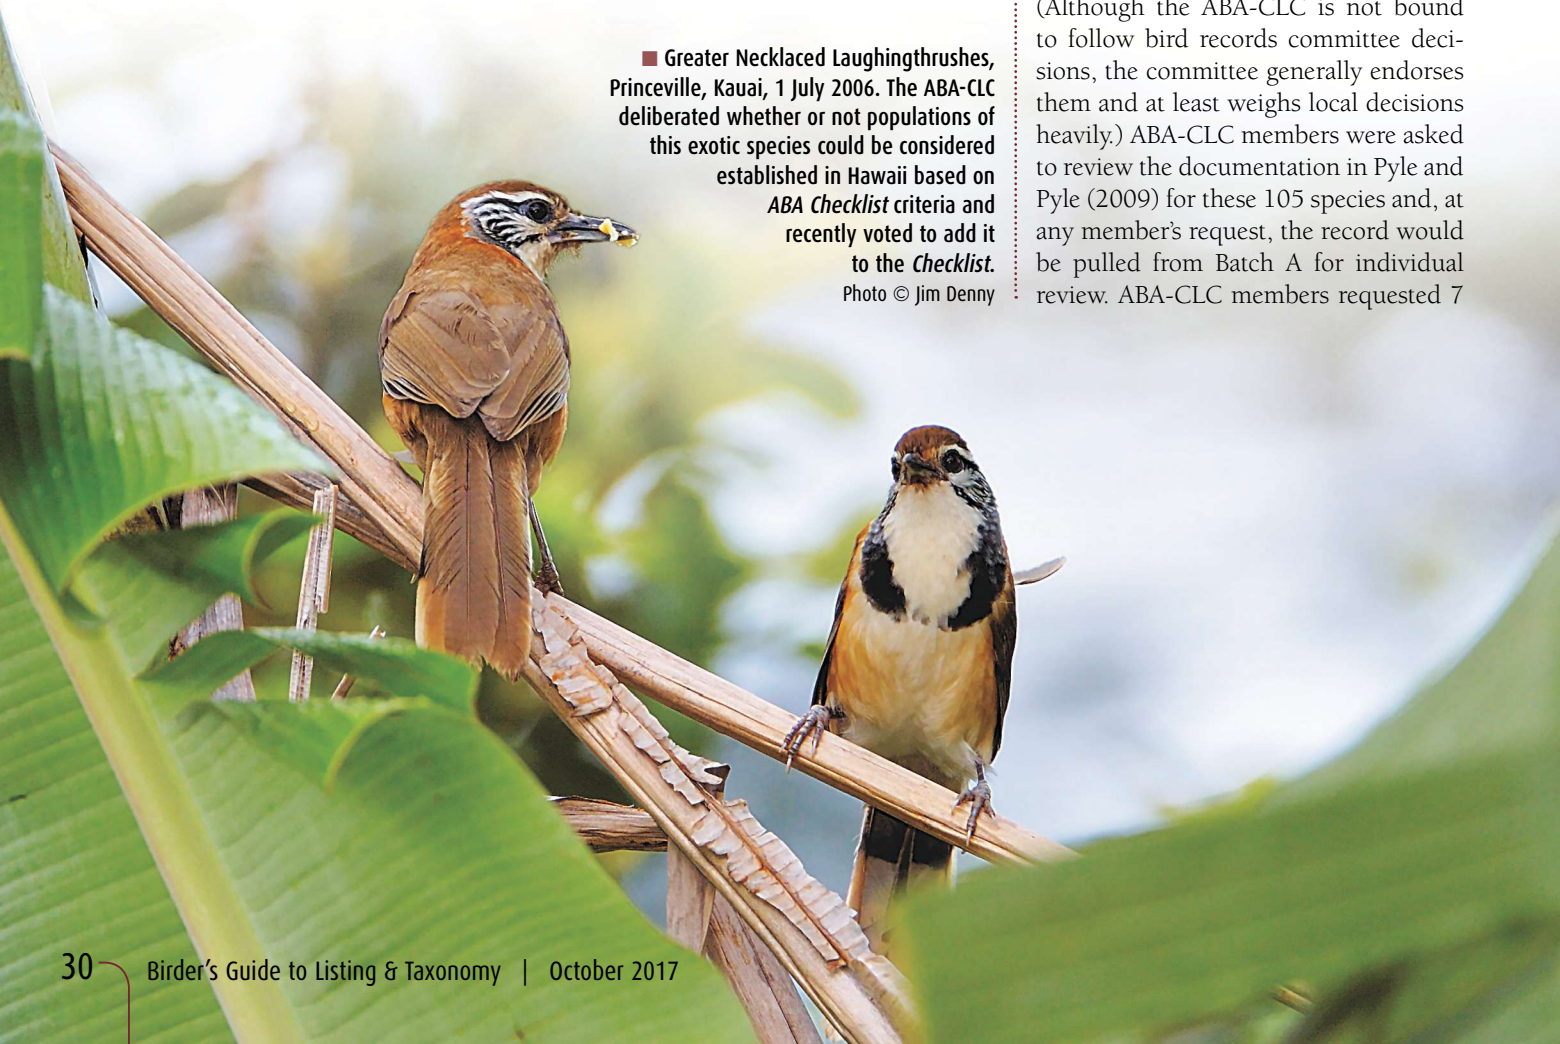 ■ Greater Necklaced Laughingthrushes,
Princeville, Kauai, 1 July 2006. The ABA-CLC
deliberated whether or not populations of
this exotic species could be considered
established in Hawaii based on
ABA Checklist criteria and
recently voted to add it
to the Checklist.
Photo © Jim Denny
(Although the ABA-CLC is not bound
to follow bird records committee deci-
sions, the committee generally endorses
them and at least weighs local decisions
heavily.) ABA-CLC members were asked
to review the documentation in Pyle and
Pyle (2009) for these 105 species and, at
any member’s request, the record would
be pulled from Batch A for individual
review. ABA-CLC members requested 7
30 Birder’s Guide to Listing & Taxonomy | October 2017